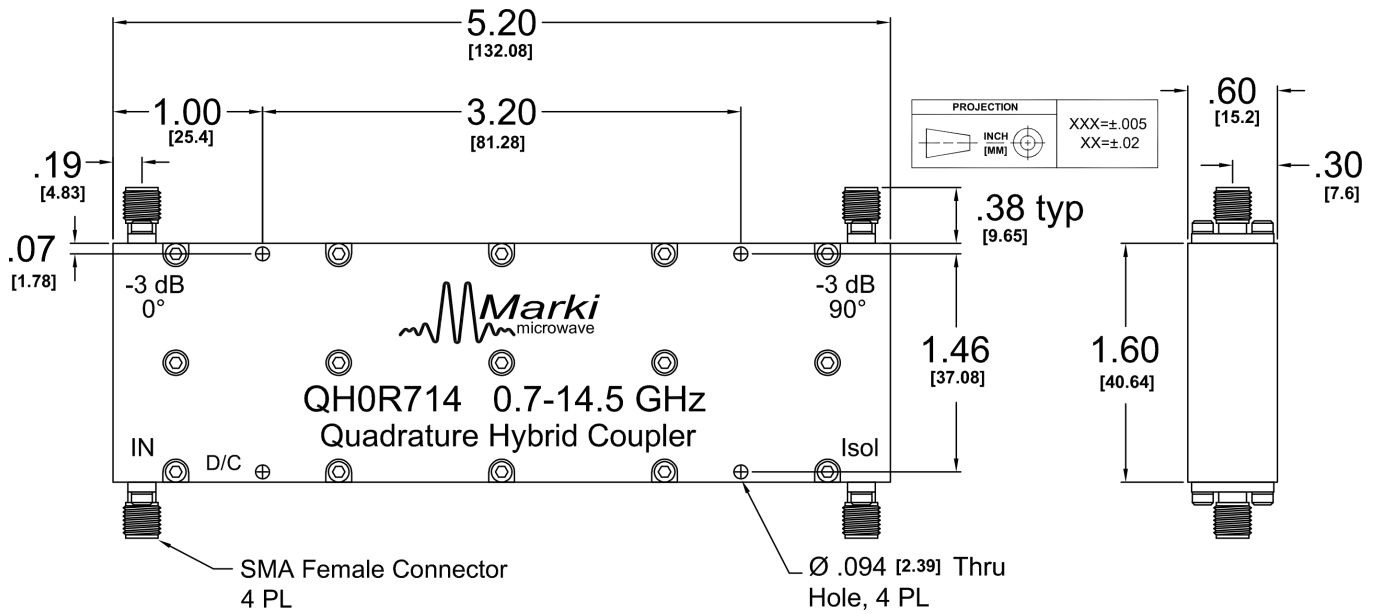 5.20
[132.08]
1.00
[25.4]
3.20
[81.28]
PROJECTION
INCH
[MM]
XXX=±.005
XX=±.02
.60
[15.2]
.19
[4.83]
.30
[7.6]
.38 typ
[9.65]
.07
[1.78]
-3 dB
0°
-3 dB
90°
Marki
microwave
1.46
[37.08]
1.60
[40.64]
QH0R714 0.7-14.5 GHz
Quadrature Hybrid Coupler
IN
D/C
Isol
SMA Female Connector
4 PL
Ø .094 [2.39] Thru
Hole, 4 PL